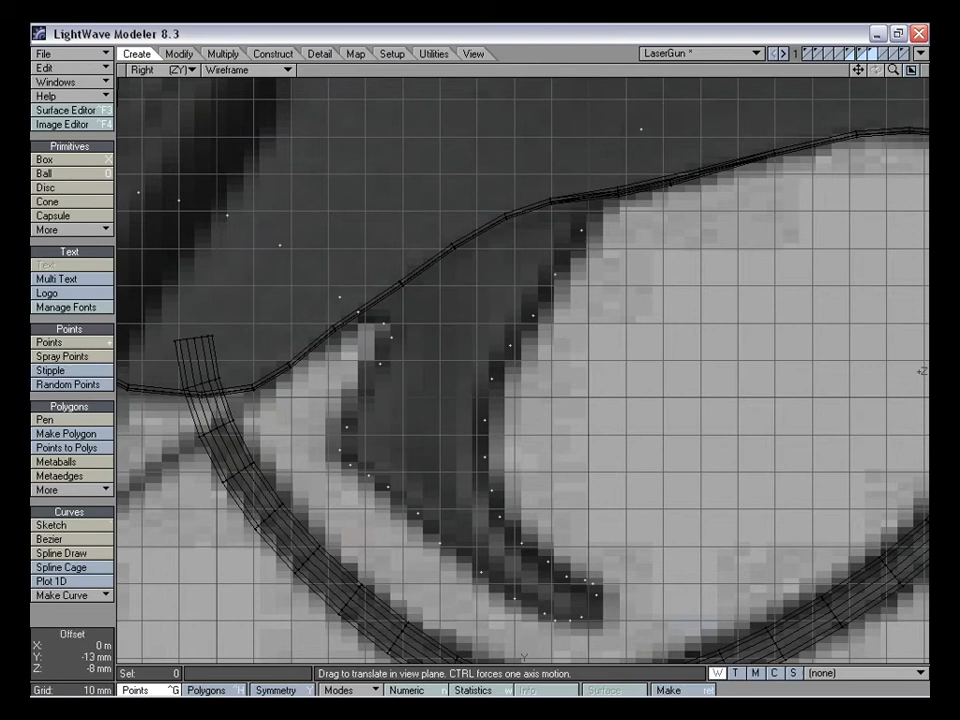 LightWave Modeler 8.3
File Create Modify Multiply Construct Detail Map Setup Utilities View LaserGun * 1
Edit Right (ZY) Wireframe
Windows
Help
Surface Editor F3
Image Editor ^F4
Primitives
Box X
Ball O
Disc
Cone
Capsule
More
Text
Text
Multi Text
Logo
Manage Fonts
Points
Points +
Spray Points
Stipple
Random Points
Polygons
Pen
Make Polygon
Points to Polys
Metaballs
Metaedges
More
Curves
Sketch
Bezier
Spline Draw
Spline Cage
Plot 1D
Make Curve
Offset
X: 0 m
Y: -13 mm
Z: -8 mm
Grid: 10 mm
+Z
Y
Sel: 0 Drag to translate in view plane. CTRL forces one axis motion. W T M C S (none)
Points ^G Polygons ^H Symmetry Y Modes Numeric n Statistics w Info i Surface Make ret